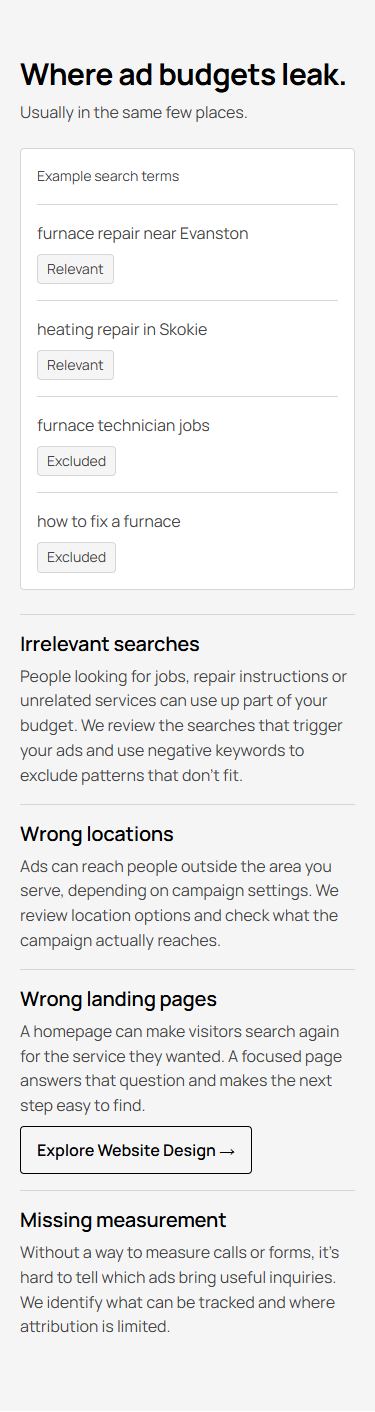 Where ad budgets leak.
Usually in the same few places.
Example search terms
furnace repair near Evanston
Relevant
heating repair in Skokie
Relevant
furnace technician jobs
Excluded
how to fix a furnace
Excluded
Irrelevant searches
People looking for jobs, repair instructions or
unrelated services can use up part of your
budget. We review the searches that trigger
your ads and use negative keywords to
exclude patterns that don't fit.
Wrong locations
Ads can reach people outside the area you
serve, depending on campaign settings. We
review location options and check what the
campaign actually reaches.
Wrong landing pages
A homepage can make visitors search again
for the service they wanted. A focused page
answers that question and makes the next
step easy to find.
Explore Website Design →
Missing measurement
Without a way to measure calls or forms, it's
hard to tell which ads bring useful inquiries.
We identify what can be tracked and where
attribution is limited.